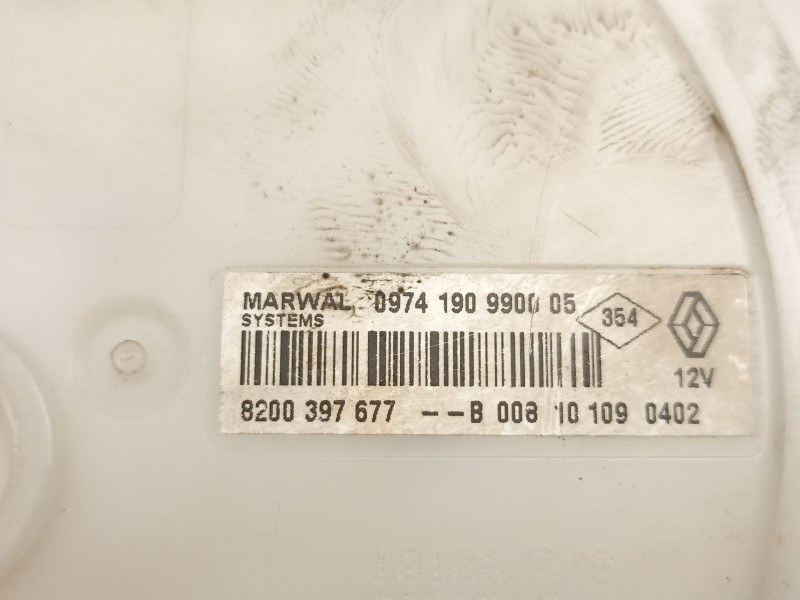 MARWAL 0974 190 9900 05 354
SYSTEMS
12V
8200 397 677 --B 008 10 109 0402